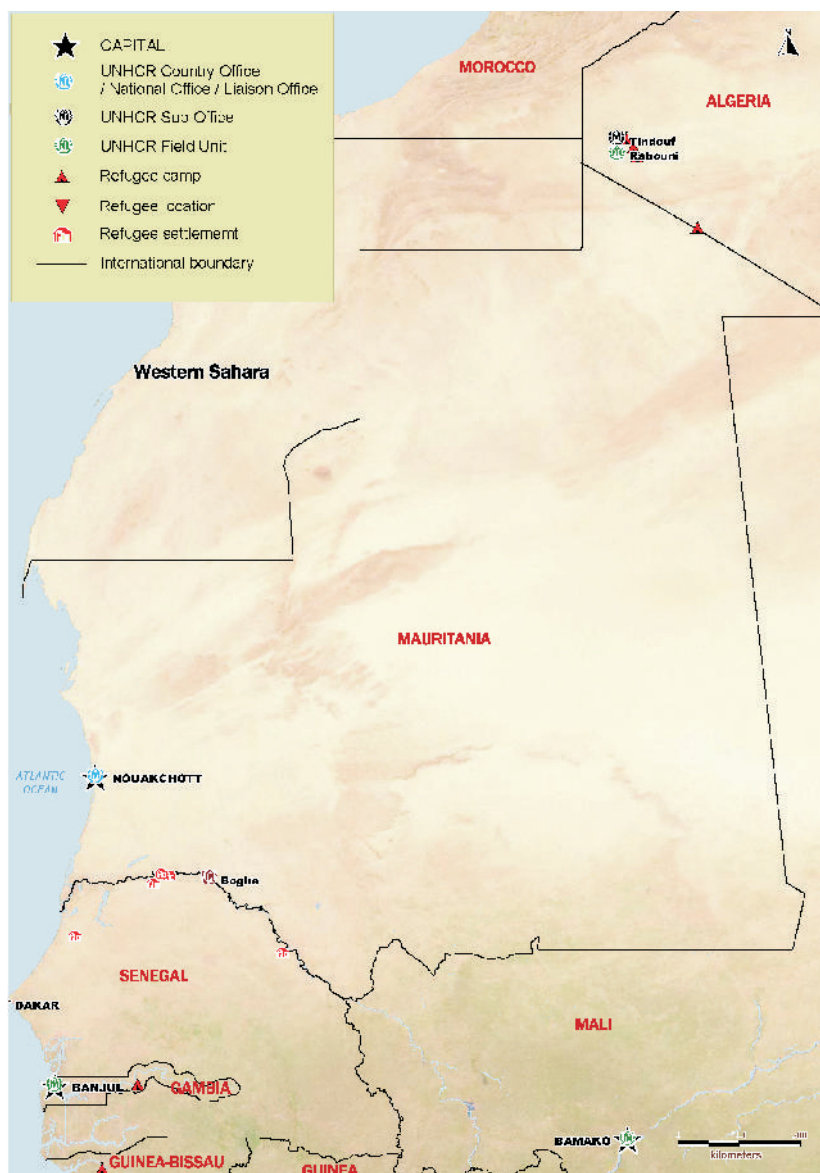 CAPITAL
UNHCR Country Office
/ National Office / Liaison Office
UNHCR Sub Office
UNHCR Field Unit
Refugee camp
Refugee location
Refugee settlement
International boundary
MOROCCO
ALGERIA
Tindouf
Rabouni
Western Sahara
MAURITANIA
ATLANTIC
OCEAN
NOUAKCHOTT
Boghe
SENEGAL
DAKAR
MALI
BANJUL
GAMBIA
BAMAKO
kilometers
GUINEA-BISSAU
GUINEA